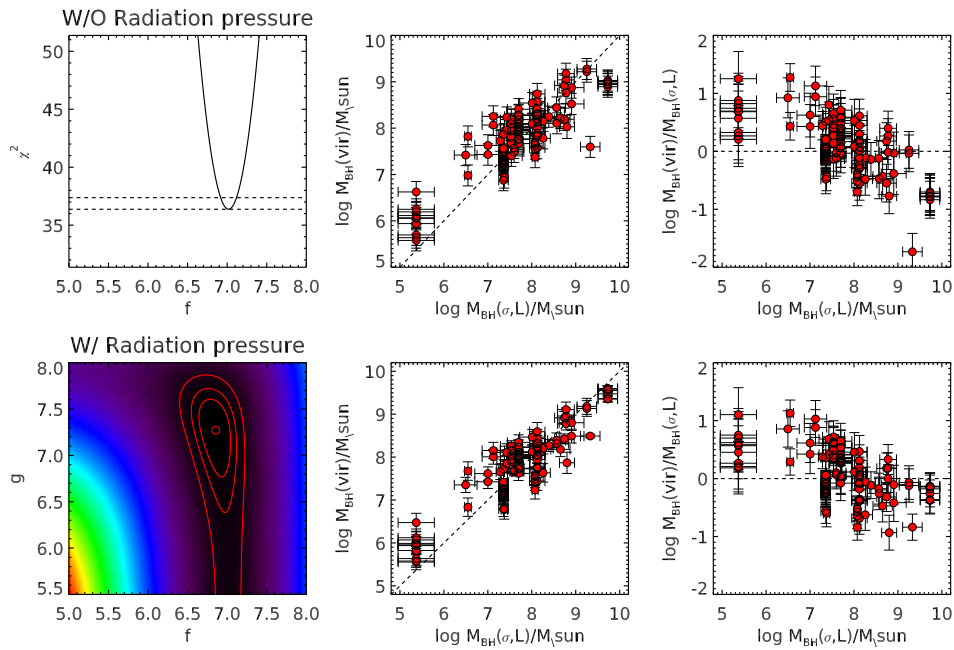 W/O Radiation pressure
χ²
50
45
40
35
5.0 5.5 6.0 6.5 7.0 7.5 8.0
f
log M_BH(vir)/M\sun
10
9
8
7
6
5
5 6 7 8 9 10
log M_BH(σ,L)/M\sun
log M_BH(vir)/M_BH(σ,L)
2
1
0
-1
-2
5 6 7 8 9 10
log M_BH(σ,L)/M\sun
W/ Radiation pressure
g
8.0
7.5
7.0
6.5
6.0
5.5
5.0 5.5 6.0 6.5 7.0 7.5 8.0
f
log M_BH(vir)/M\sun
10
9
8
7
6
5
5 6 7 8 9 10
log M_BH(σ,L)/M\sun
log M_BH(vir)/M_BH(σ,L)
2
1
0
-1
-2
5 6 7 8 9 10
log M_BH(σ,L)/M\sun